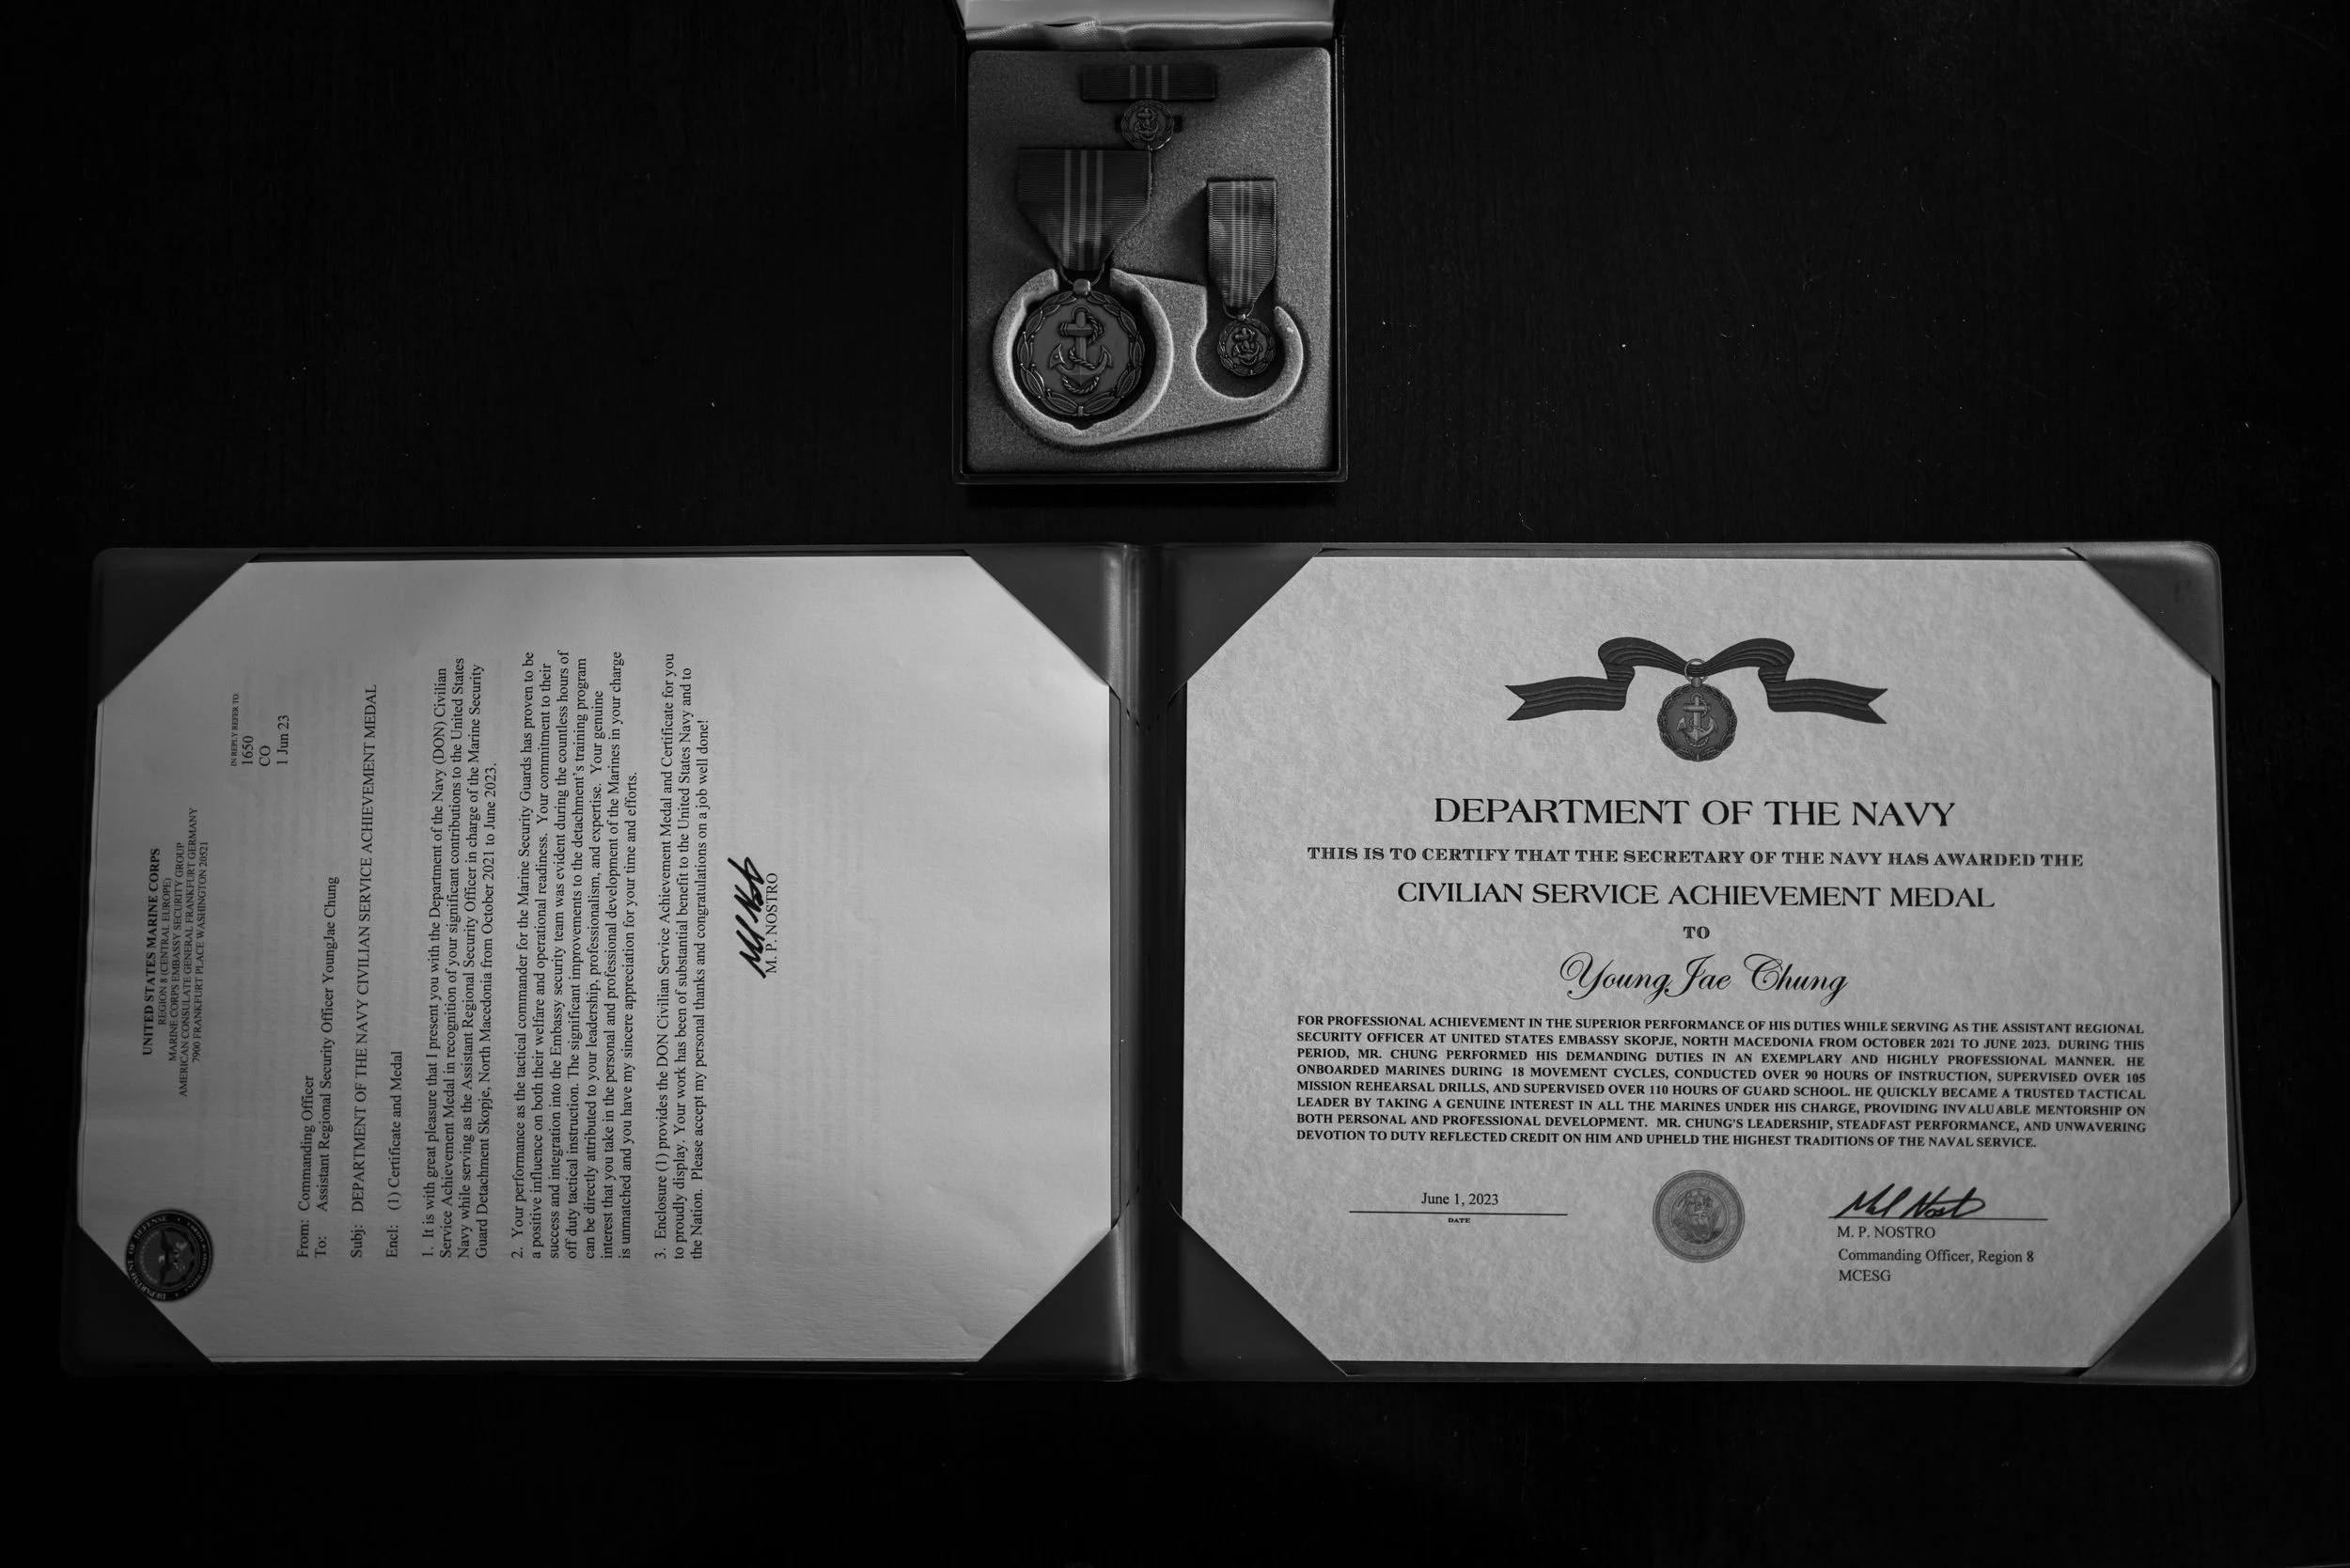 UNITED STATES MARINE CORPS
REGION 8 (CENTRAL EUROPE)
MARINE CORPS EMBASSY SECURITY GROUP
AMERICAN CONSULATE GENERAL FRANKFURT GERMANY
7900 FRANKFURT PLACE WASHINGTON 20521
IN REPLY REFER TO:
1650
CO
1 Jun 23
From: Commanding Officer
To: Assistant Regional Security Officer YoungJae Chung
Subj: DEPARTMENT OF THE NAVY CIVILIAN SERVICE ACHIEVEMENT MEDAL
Encl: (1) Certificate and Medal
1. It is with great pleasure that I present you with the Department of the Navy (DON) Civilian
Service Achievement Medal in recognition of your significant contributions to the United States
Navy while serving as the Assistant Regional Security Officer in charge of the Marine Security
Guard Detachment Skopje, North Macedonia from October 2021 to June 2023.
2. Your performance as the tactical commander for the Marine Security Guards has proven to be
a positive influence on both their welfare and operational readiness. Your commitment to their
success and integration into the Embassy security team was evident during the countless hours of
off duty tactical instruction. The significant improvements to the detachment's training program
can be directly attributed to your leadership, professionalism, and expertise. Your genuine
interest that you take in the personal and professional development of the Marines in your charge
is unmatched and you have my sincere appreciation for your time and efforts.
3. Enclosure (1) provides the DON Civilian Service Achievement Medal and Certificate for you
to proudly display. Your work has been of substantial benefit to the United States Navy and to
the Nation. Please accept my personal thanks and congratulations on a job well done!
M. P. NOSTRO
DEPARTMENT OF DEFENSE
DEPARTMENT OF THE NAVY
THIS IS TO CERTIFY THAT THE SECRETARY OF THE NAVY HAS AWARDED THE
CIVILIAN SERVICE ACHIEVEMENT MEDAL
TO
YoungJae Chung
FOR PROFESSIONAL ACHIEVEMENT IN THE SUPERIOR PERFORMANCE OF HIS DUTIES WHILE SERVING AS THE ASSISTANT REGIONAL
SECURITY OFFICER AT UNITED STATES EMBASSY SKOPJE, NORTH MACEDONIA FROM OCTOBER 2021 TO JUNE 2023. DURING THIS
PERIOD, MR. CHUNG PERFORMED HIS DEMANDING DUTIES IN AN EXEMPLARY AND HIGHLY PROFESSIONAL MANNER. HE
ONBOARDED MARINES DURING 18 MOVEMENT CYCLES, CONDUCTED OVER 90 HOURS OF INSTRUCTION, SUPERVISED OVER 105
MISSION REHEARSAL DRILLS, AND SUPERVISED OVER 110 HOURS OF GUARD SCHOOL. HE QUICKLY BECAME A TRUSTED TACTICAL
LEADER BY TAKING A GENUINE INTEREST IN ALL THE MARINES UNDER HIS CHARGE, PROVIDING INVALUABLE MENTORSHIP ON
BOTH PERSONAL AND PROFESSIONAL DEVELOPMENT. MR. CHUNG'S LEADERSHIP, STEADFAST PERFORMANCE, AND UNWAVERING
DEVOTION TO DUTY REFLECTED CREDIT ON HIM AND UPHELD THE HIGHEST TRADITIONS OF THE NAVAL SERVICE.
June 1, 2023
DATE
M. P. NOSTRO
Commanding Officer, Region 8
MCESG